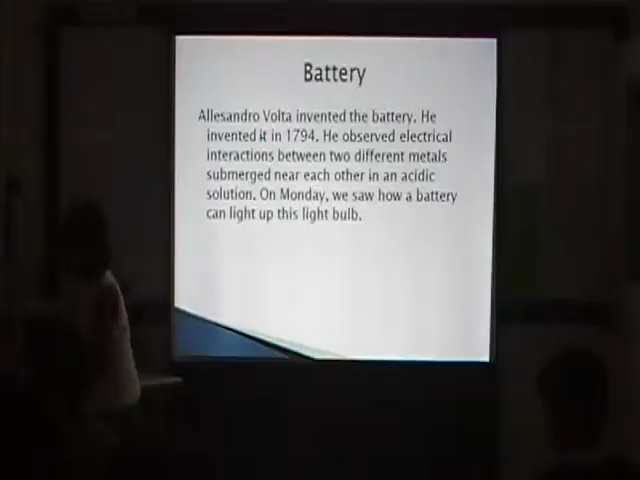 Battery
Allesandro Volta invented the battery. He
invented it in 1794. He observed electrical
interactions between two different metals
submerged near each other in an acidic
solution. On Monday, we saw how a battery
can light up this light bulb.